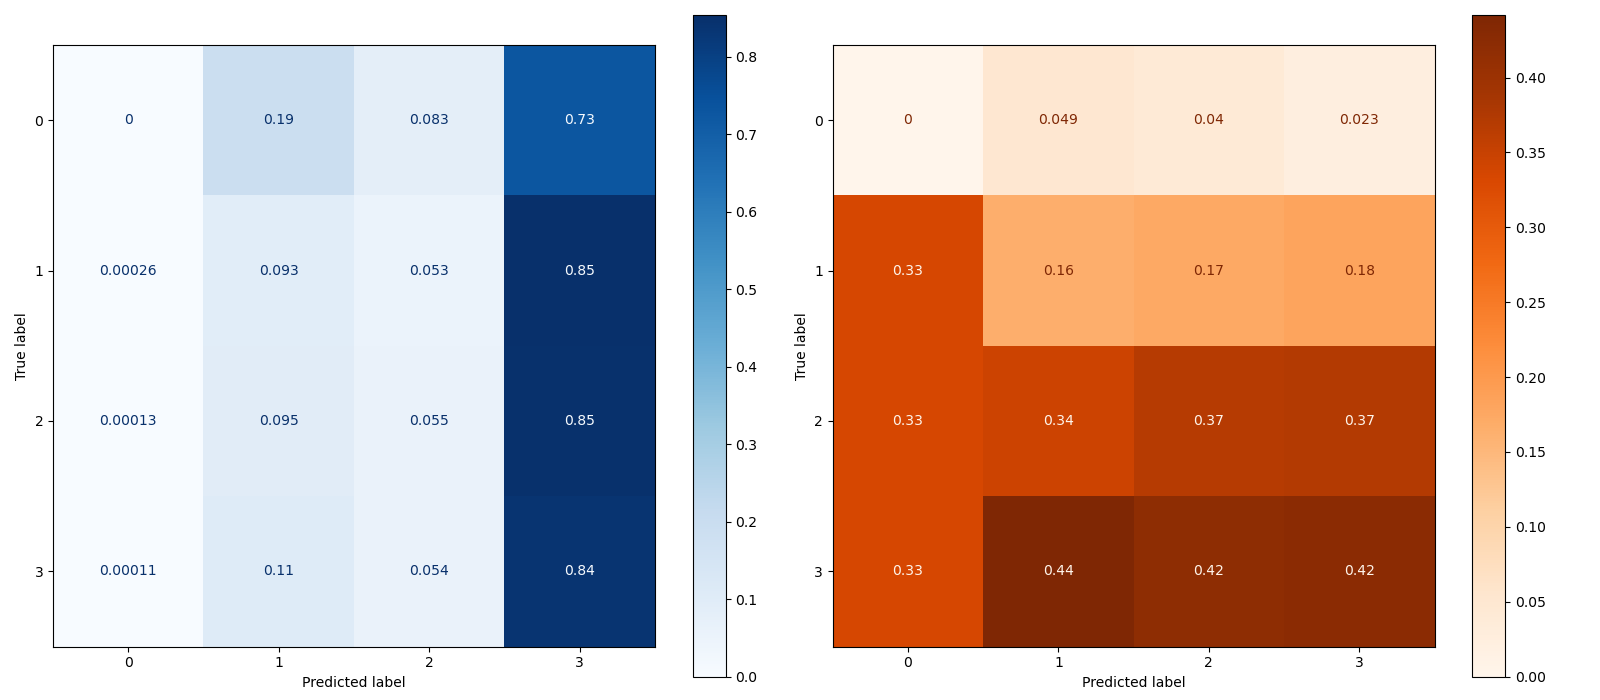 0 0.19 0.083 0.73
1 0.00026 0.093 0.053 0.85
2 0.00013 0.095 0.055 0.85
3 0.00011 0.11 0.054 0.84
0 1 2 3
True label
Predicted label
0.8
0.7
0.6
0.5
0.4
0.3
0.2
0.1
0.0
0 0 0.049 0.04 0.023
1 0.33 0.16 0.17 0.18
2 0.33 0.34 0.37 0.37
3 0.33 0.44 0.42 0.42
0 1 2 3
True label
Predicted label
0.40
0.35
0.30
0.25
0.20
0.15
0.10
0.05
0.00